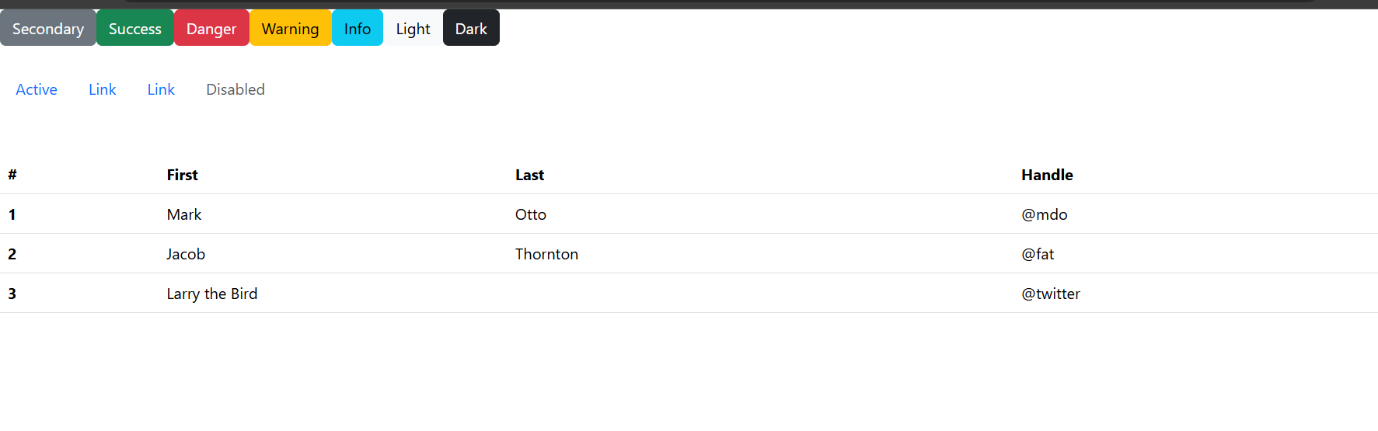 Secondary Success Danger Warning Info Light Dark
Active Link Link Disabled
# First Last Handle
1 Mark Otto @mdo
2 Jacob Thornton @fat
3 Larry the Bird @twitter